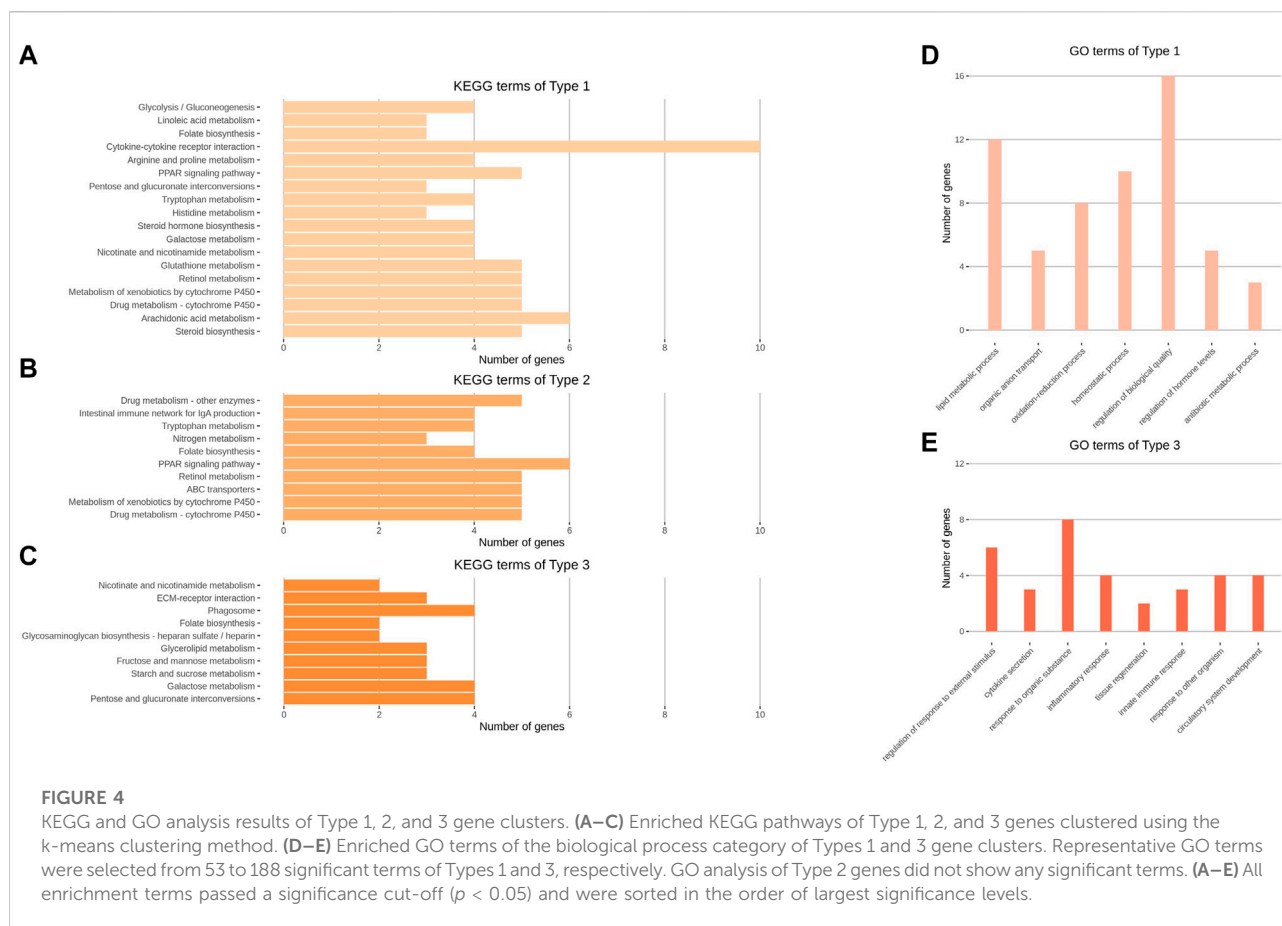 A
KEGG terms of Type 1
Glycolysis / Gluconeogenesis
Linoleic acid metabolism
Folate biosynthesis
Cytokine-cytokine receptor interaction
Arginine and proline metabolism
PPAR signaling pathway
Pentose and glucuronate interconversions
Tryptophan metabolism
Histidine metabolism
Steroid hormone biosynthesis
Galactose metabolism
Nicotinate and nicotinamide metabolism
Glutathione metabolism
Retinol metabolism
Metabolism of xenobiotics by cytochrome P450
Drug metabolism - cytochrome P450
Arachidonic acid metabolism
Steroid biosynthesis
0 2 4 6 8 10
Number of genes
B
KEGG terms of Type 2
Drug metabolism - other enzymes
Intestinal immune network for IgA production
Tryptophan metabolism
Nitrogen metabolism
Folate biosynthesis
PPAR signaling pathway
Retinol metabolism
ABC transporters
Metabolism of xenobiotics by cytochrome P450
Drug metabolism - cytochrome P450
0 2 4 6 8 10
Number of genes
C
KEGG terms of Type 3
Nicotinate and nicotinamide metabolism
ECM-receptor interaction
Phagosome
Folate biosynthesis
Glycosaminoglycan biosynthesis - heparan sulfate / heparin
Glycerolipid metabolism
Fructose and mannose metabolism
Starch and sucrose metabolism
Galactose metabolism
Pentose and glucuronate interconversions
0 2 4 6 8 10
Number of genes
D
GO terms of Type 1
Number of genes
16
12
8
4
0
lipid metabolic process
organic anion transport
oxidation-reduction process
homeostatic process
regulation of biological quality
regulation of hormone levels
antibiotic metabolic process
E
GO terms of Type 3
Number of genes
12
8
4
0
regulation of response to external stimulus
cytokine secretion
response to organic substance
inflammatory response
tissue regeneration
innate immune response
response to other organism
circulatory system development
FIGURE 4
KEGG and GO analysis results of Type 1, 2, and 3 gene clusters. (A–C) Enriched KEGG pathways of Type 1, 2, and 3 genes clustered using the
k-means clustering method. (D–E) Enriched GO terms of the biological process category of Types 1 and 3 gene clusters. Representative GO terms
were selected from 53 to 188 significant terms of Types 1 and 3, respectively. GO analysis of Type 2 genes did not show any significant terms. (A–E) All
enrichment terms passed a significance cut-off (p < 0.05) and were sorted in the order of largest significance levels.